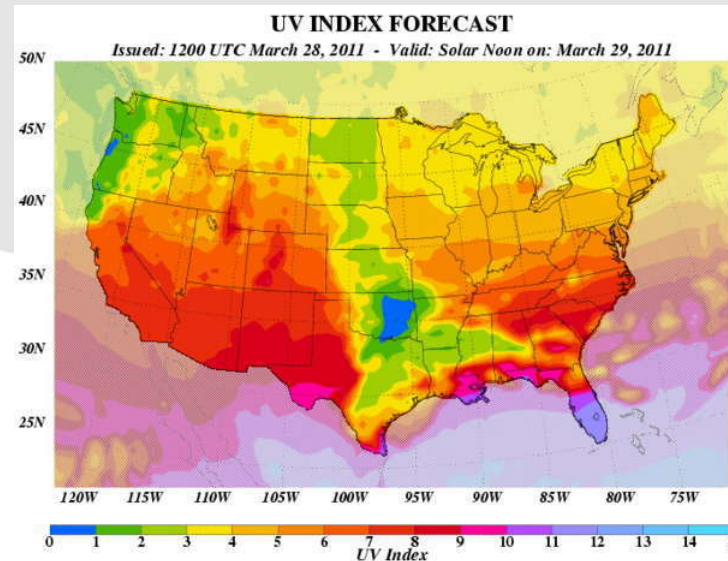 UV INDEX FORECAST
Issued: 1200 UTC March 28, 2011 - Valid: Solar Noon on: March 29, 2011
50N
45N
40N
35N
30N
25N
120W 115W 110W 105W 100W 95W 90W 85W 80W 75W
0 1 2 3 4 5 6 7 8 9 10 11 12 13 14
UV Index